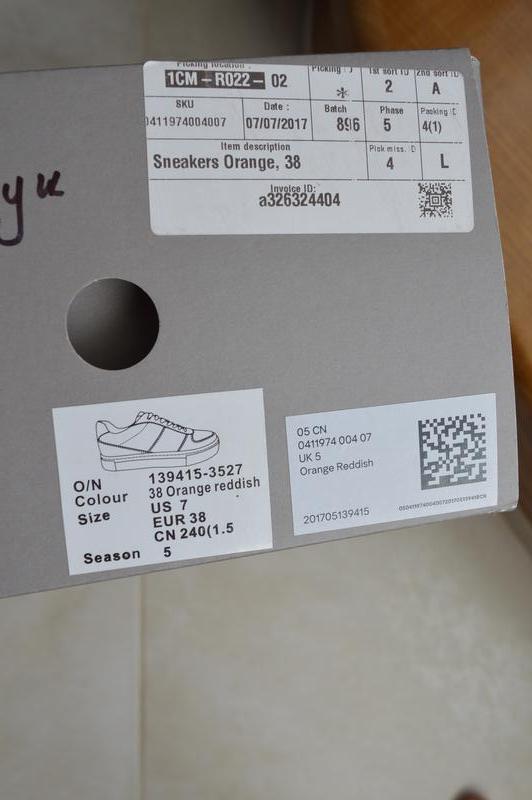 Picking location :
1CM - R022 - 02
Picking :
*
1st sort ID
2
2nd sort ID
A
SKU
0411974004007
Date :
07/07/2017
Batch
896
Phase
5
Packing ID
4(1)
Item description
Sneakers Orange, 38
Pick miss. ID
4
L
Invoice ID:
a326324404
ук
O/N 139415-3527
Colour 38 Orange reddish
Size US 7
EUR 38
CN 240(1.5
Season 5
05 CN
0411974 004 07
UK 5
Orange Reddish
201705139415